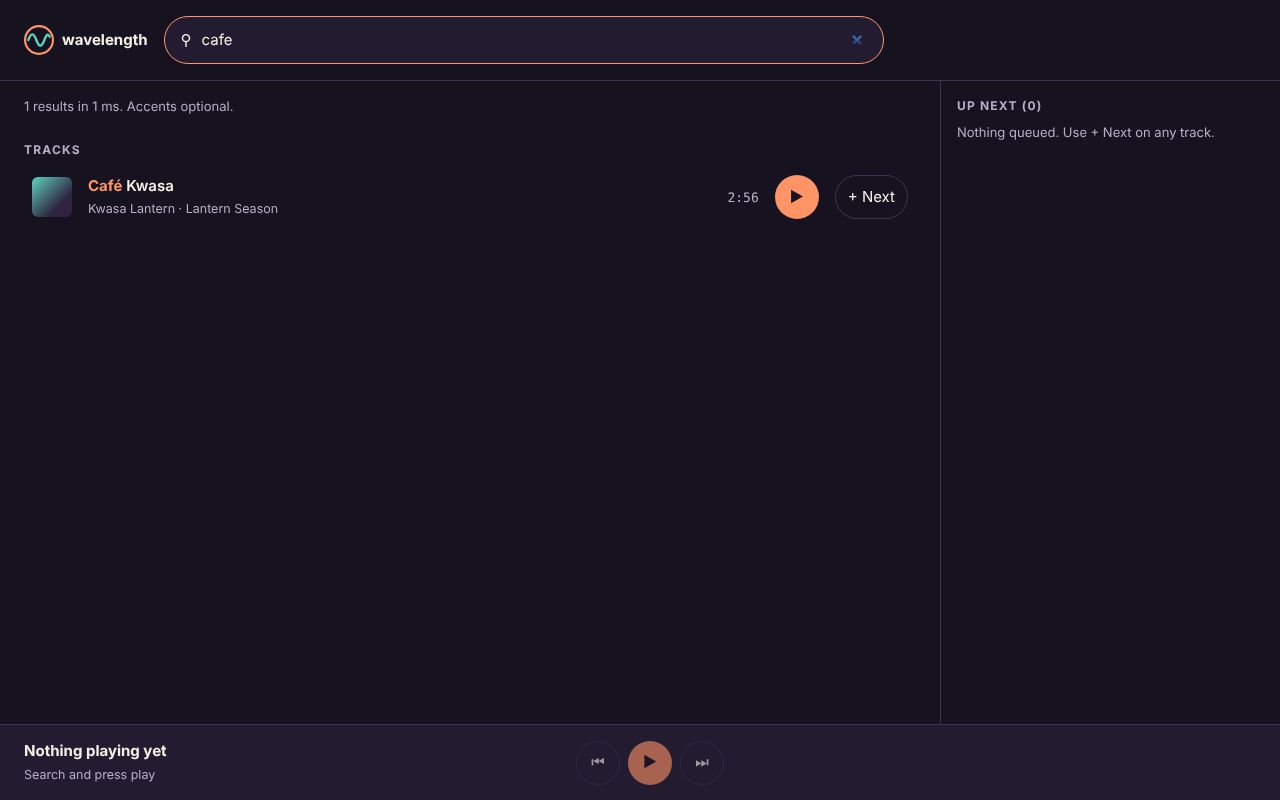 wavelength
cafe
1 results in 1 ms. Accents optional.
TRACKS
Café Kwasa
Kwasa Lantern · Lantern Season
2:56
+ Next
UP NEXT (0)
Nothing queued. Use + Next on any track.
Nothing playing yet
Search and press play